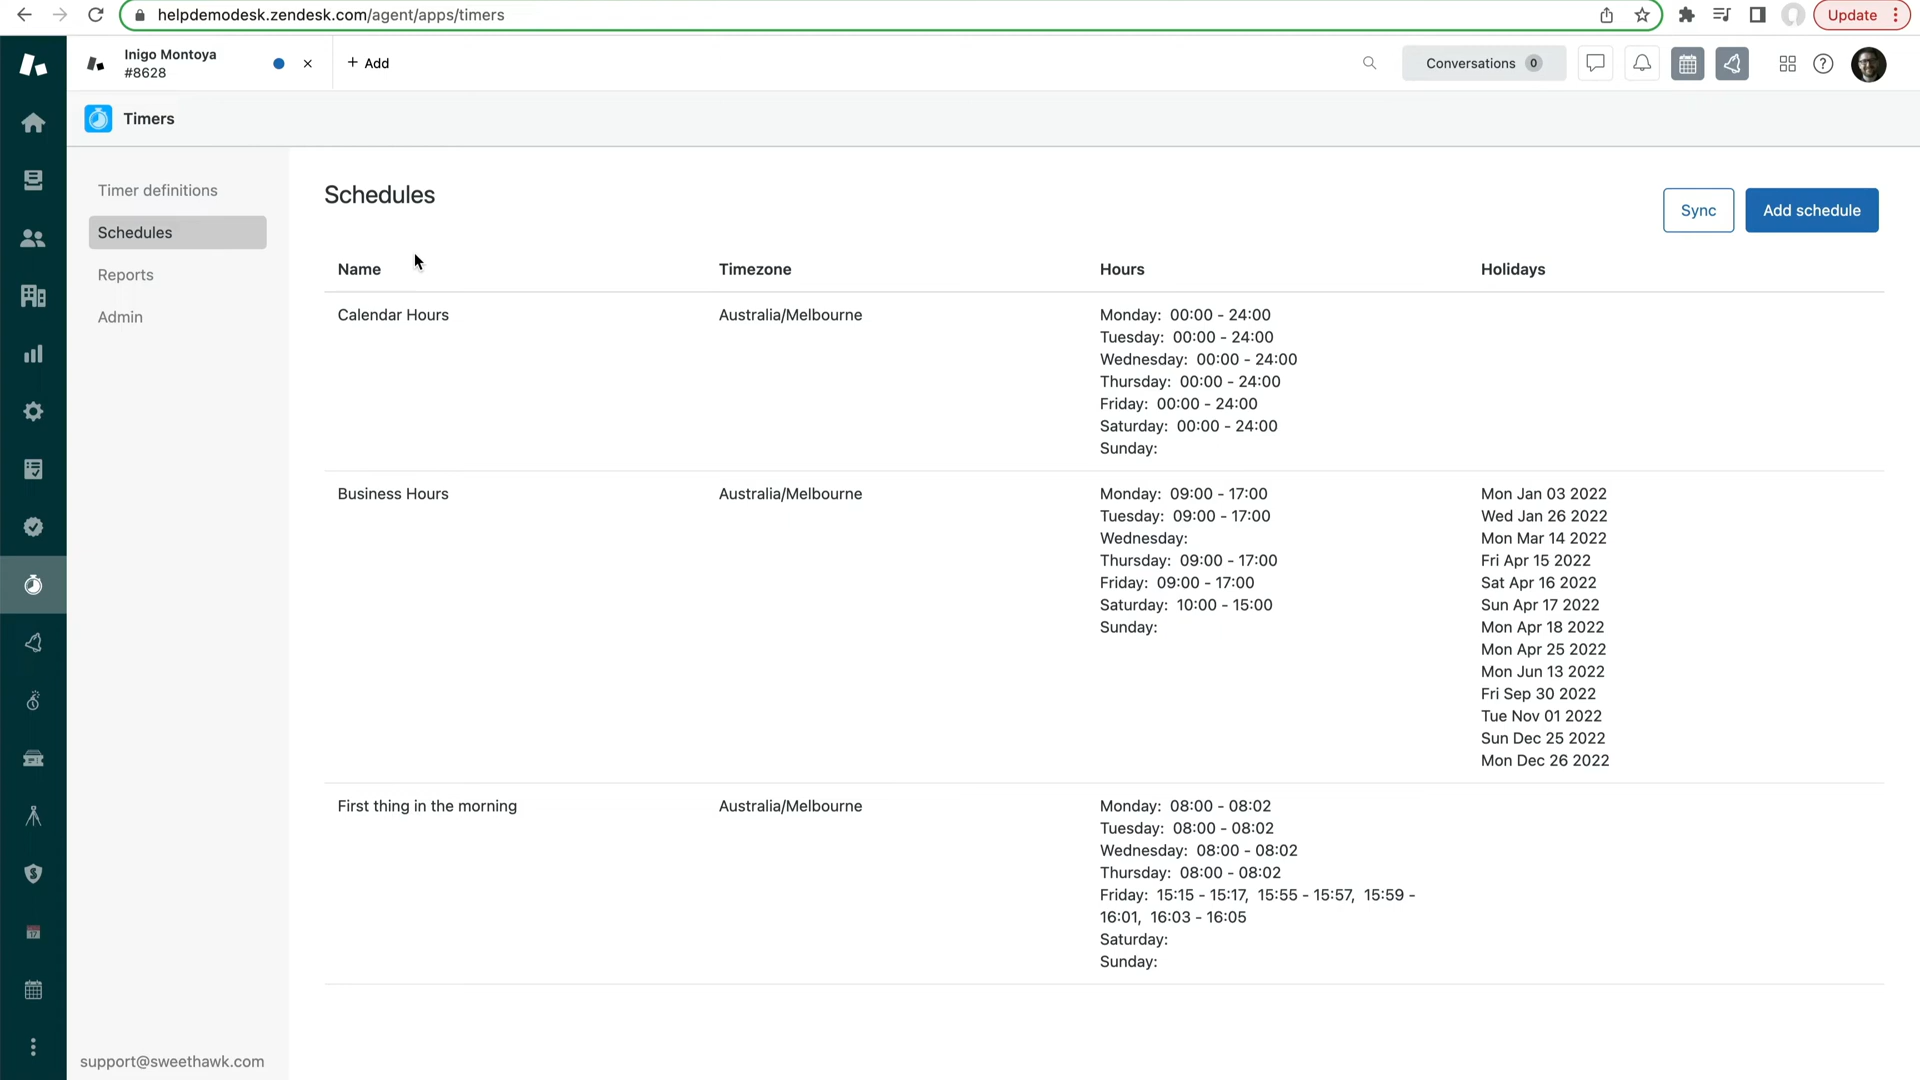 helpdemodesk.zendesk.com/agent/apps/timers
Update
Inigo Montoya
#8628
+ Add
Conversations 0
Timers
Timer definitions
Schedules
Reports
Admin
support@sweethawk.com
Schedules
Sync
Add schedule
Name Timezone Hours Holidays
Calendar Hours
Australia/Melbourne
Monday: 00:00 - 24:00
Tuesday: 00:00 - 24:00
Wednesday: 00:00 - 24:00
Thursday: 00:00 - 24:00
Friday: 00:00 - 24:00
Saturday: 00:00 - 24:00
Sunday:
Business Hours
Australia/Melbourne
Monday: 09:00 - 17:00
Tuesday: 09:00 - 17:00
Wednesday:
Thursday: 09:00 - 17:00
Friday: 09:00 - 17:00
Saturday: 10:00 - 15:00
Sunday:
Mon Jan 03 2022
Wed Jan 26 2022
Mon Mar 14 2022
Fri Apr 15 2022
Sat Apr 16 2022
Sun Apr 17 2022
Mon Apr 18 2022
Mon Apr 25 2022
Mon Jun 13 2022
Fri Sep 30 2022
Tue Nov 01 2022
Sun Dec 25 2022
Mon Dec 26 2022
First thing in the morning
Australia/Melbourne
Monday: 08:00 - 08:02
Tuesday: 08:00 - 08:02
Wednesday: 08:00 - 08:02
Thursday: 08:00 - 08:02
Friday: 15:15 - 15:17, 15:55 - 15:57, 15:59 -
16:01, 16:03 - 16:05
Saturday:
Sunday: